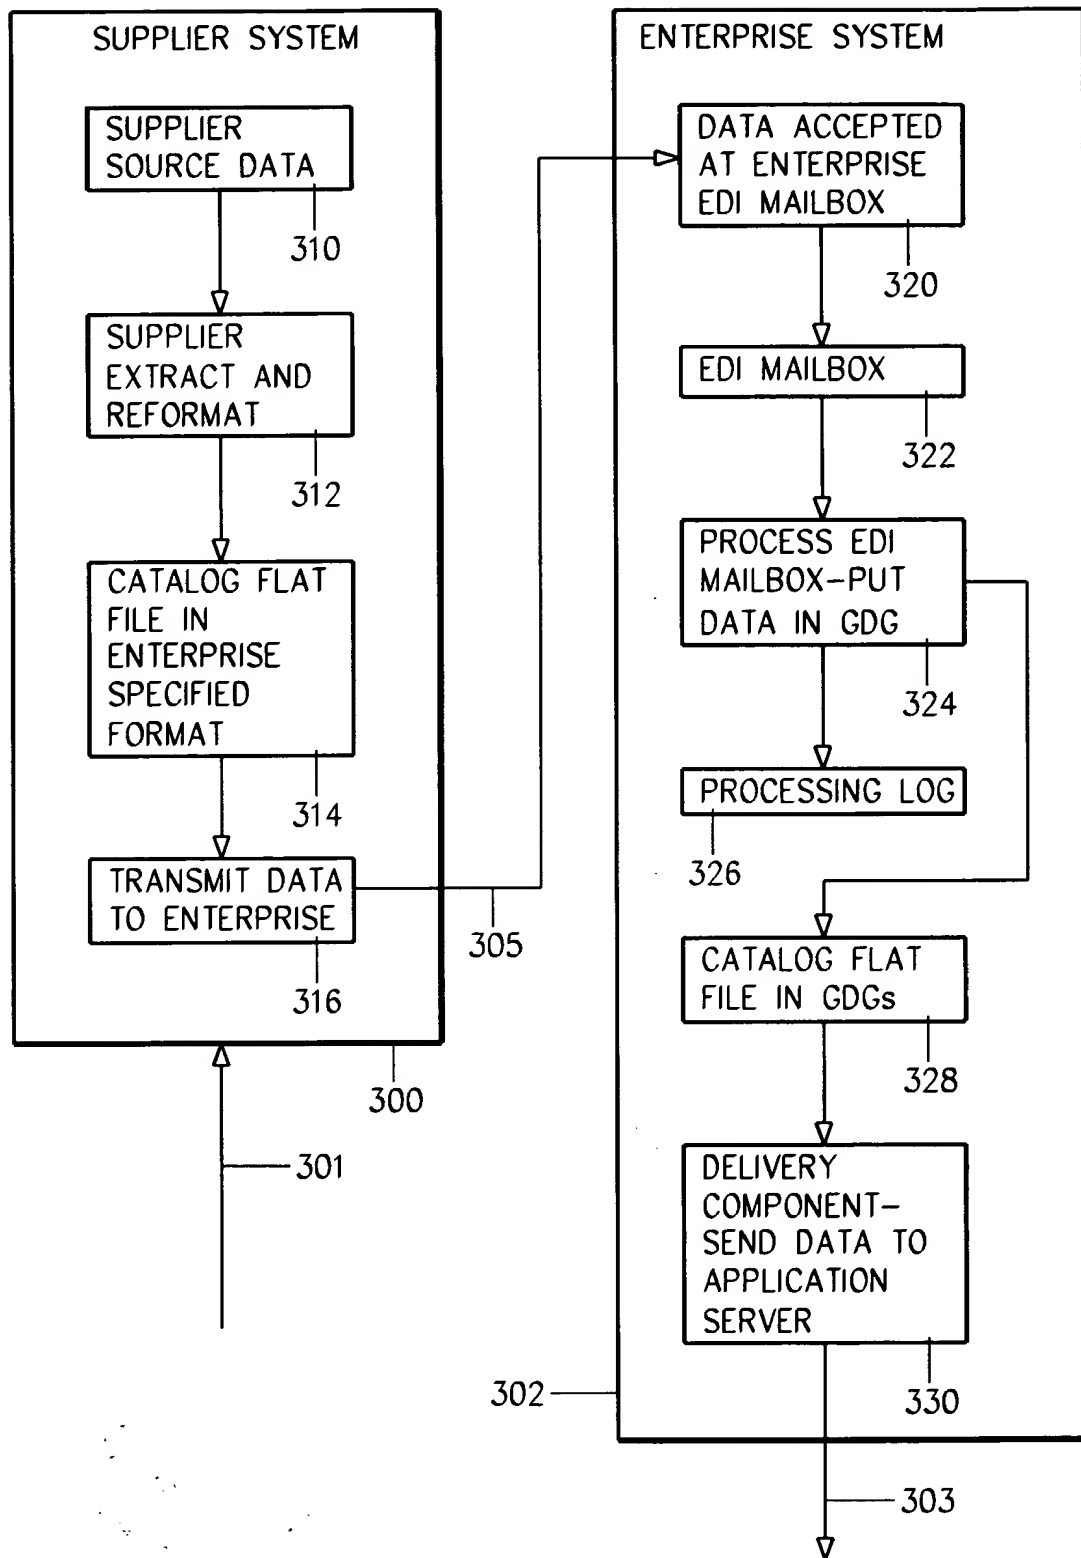 SUPPLIER SYSTEM
SUPPLIER
SOURCE DATA
310
SUPPLIER
EXTRACT AND
REFORMAT
312
CATALOG FLAT
FILE IN
ENTERPRISE
SPECIFIED
FORMAT
314
TRANSMIT DATA
TO ENTERPRISE
316
305
300
301
ENTERPRISE SYSTEM
DATA ACCEPTED
AT ENTERPRISE
EDI MAILBOX
320
EDI MAILBOX
322
PROCESS EDI
MAILBOX-PUT
DATA IN GDG
324
PROCESSING LOG
326
CATALOG FLAT
FILE IN GDGs
328
DELIVERY
COMPONENT-
SEND DATA TO
APPLICATION
SERVER
330
302
303